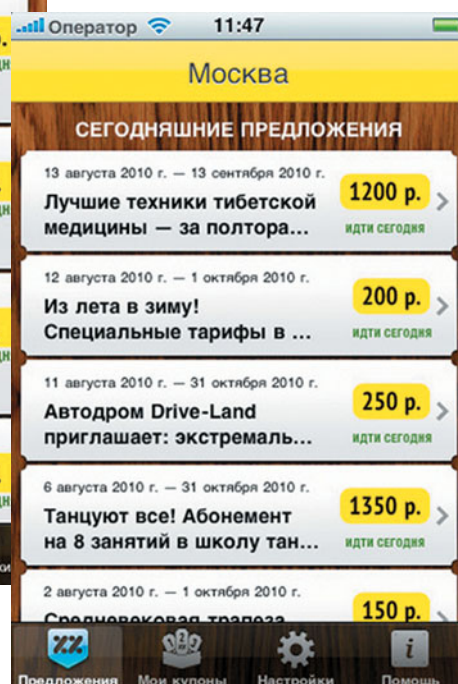 Оператор 11:47
Москва
СЕГОДНЯШНИЕ ПРЕДЛОЖЕНИЯ
13 августа 2010 г. — 13 сентября 2010 г.
Лучшие техники тибетской
медицины — за полтора...
1200 р.
ИДТИ СЕГОДНЯ
12 августа 2010 г. — 1 октября 2010 г.
Из лета в зиму!
Специальные тарифы в ...
200 р.
ИДТИ СЕГОДНЯ
11 августа 2010 г. — 31 октября 2010 г.
Автодром Drive-Land
приглашает: экстремаль...
250 р.
ИДТИ СЕГОДНЯ
6 августа 2010 г. — 31 октября 2010 г.
Танцуют все! Абонемент
на 8 занятий в школу тан...
1350 р.
ИДТИ СЕГОДНЯ
2 августа 2010 г. — 1 октября 2010 г.
Средневековая трапеза
150 р.
Предложения Мои купоны Настройки Помощь